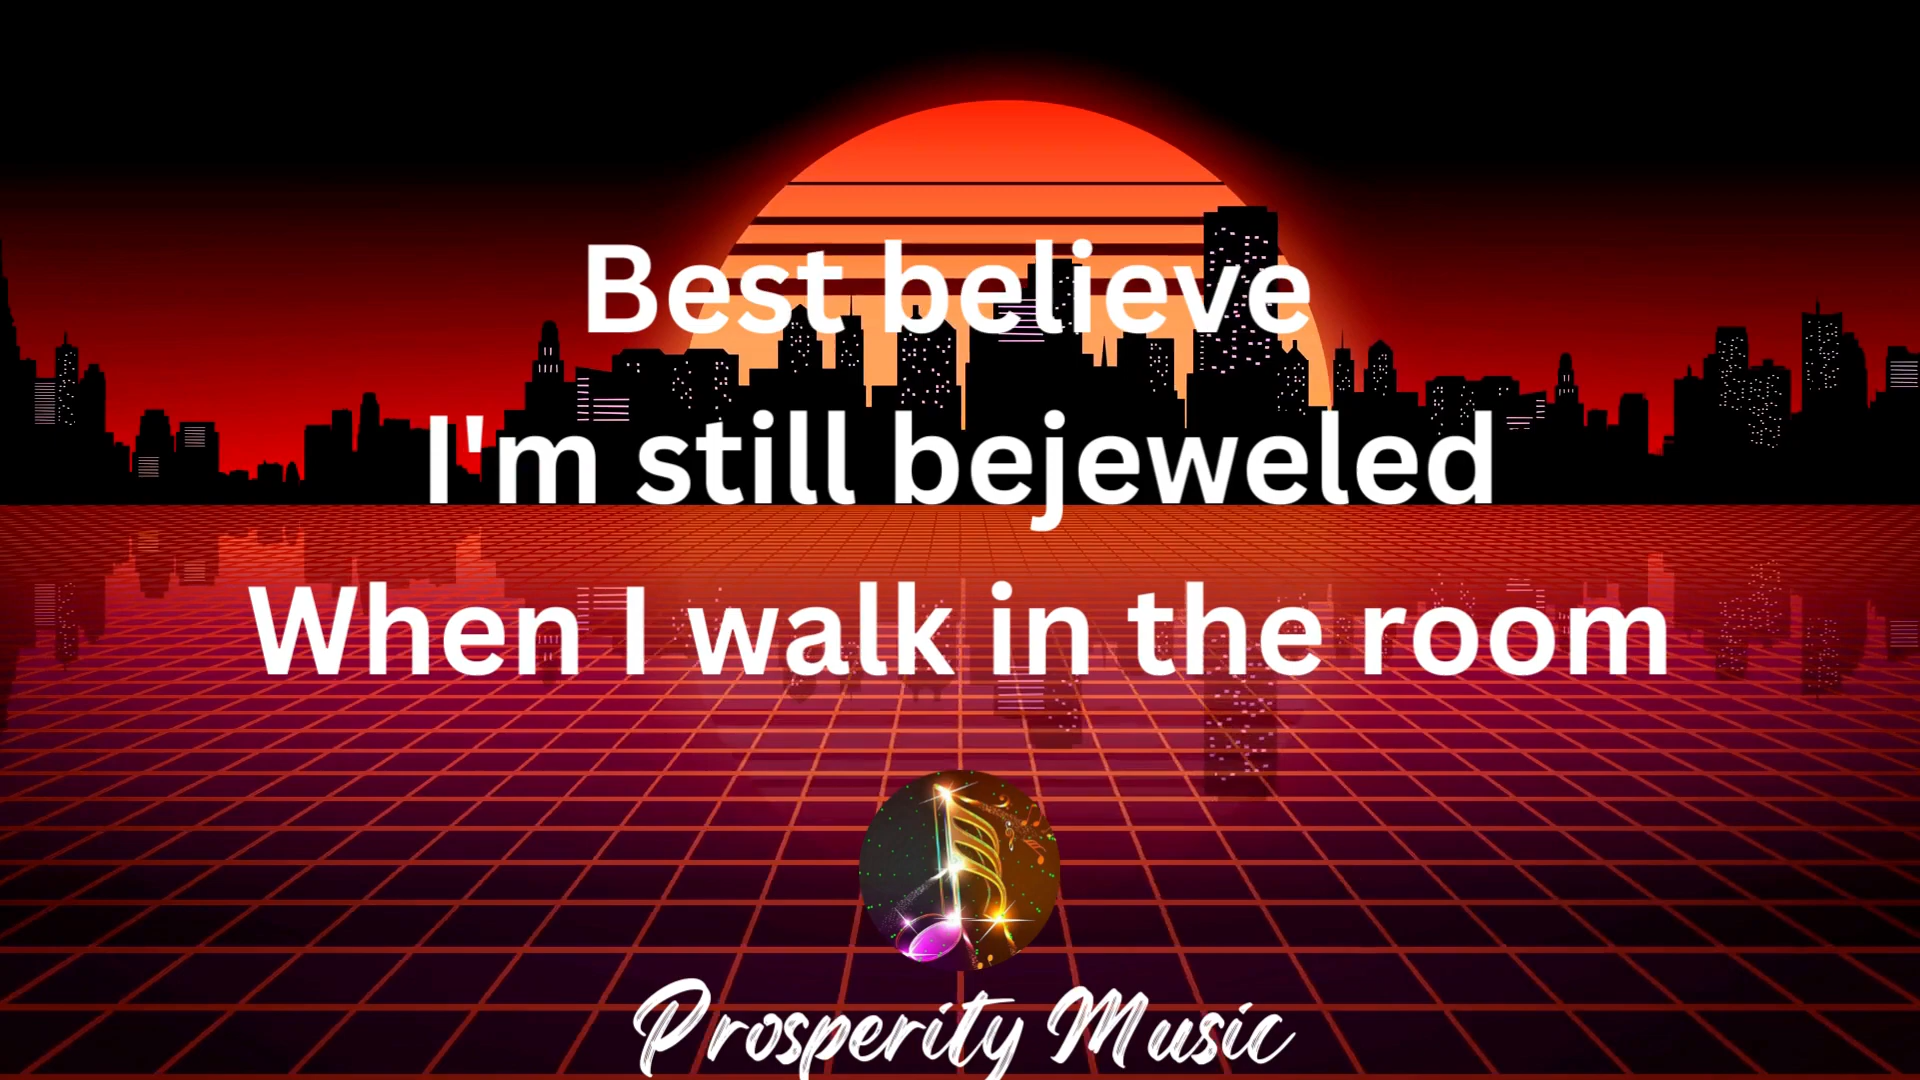 Best believe
I'm still bejeweled
When I walk in the room
Prosperity Music